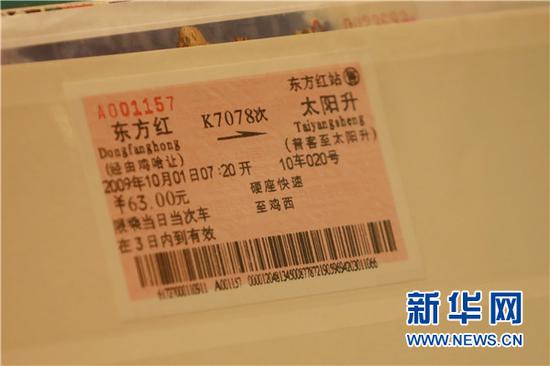 东方红站
A001157
东方红 K7078次 太阳升
Dongfanghong Taiyangsheng
(经由鸡哈让) (普客至太阳升)
2009年10月01日07:20开 10车020号
¥63.00元 硬座快速
限乘当日当次车 至鸡西
在3日内到有效
新华网
WWW.NEWS.CN